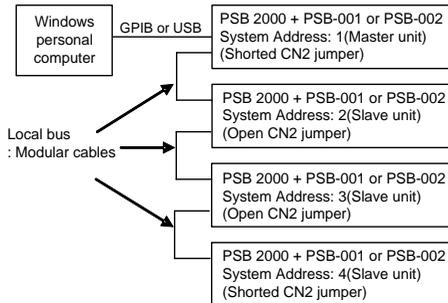 Windows
personal
computer
GPIB or USB
PSB 2000 + PSB-001 or PSB-002
System Address: 1(Master unit)
(Shorted CN2 jumper)
PSB 2000 + PSB-001 or PSB-002
System Address: 2(Slave unit)
(Open CN2 jumper)
Local bus
: Modular cables
PSB 2000 + PSB-001 or PSB-002
System Address: 3(Slave unit)
(Open CN2 jumper)
PSB 2000 + PSB-001 or PSB-002
System Address: 4(Slave unit)
(Shorted CN2 jumper)